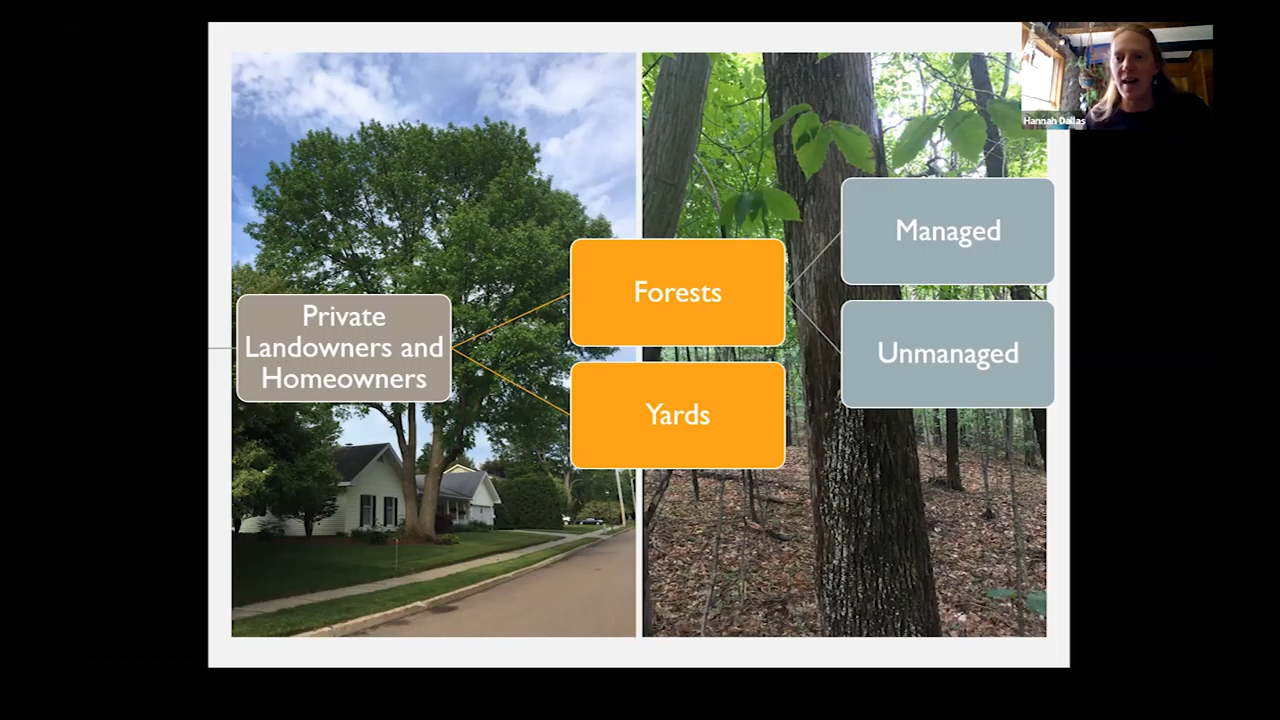 Hannah Dallas
Managed
Forests
Private
Landowners and
Homeowners
Unmanaged
Yards